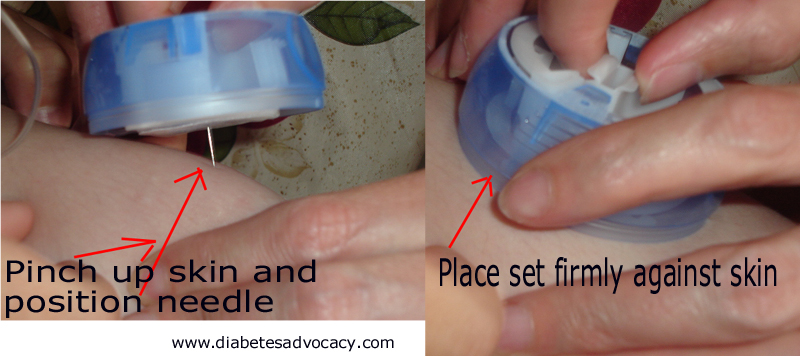 Pinch up skin and
position needle
www.diabetesadvocacy.com
Place set firmly against skin